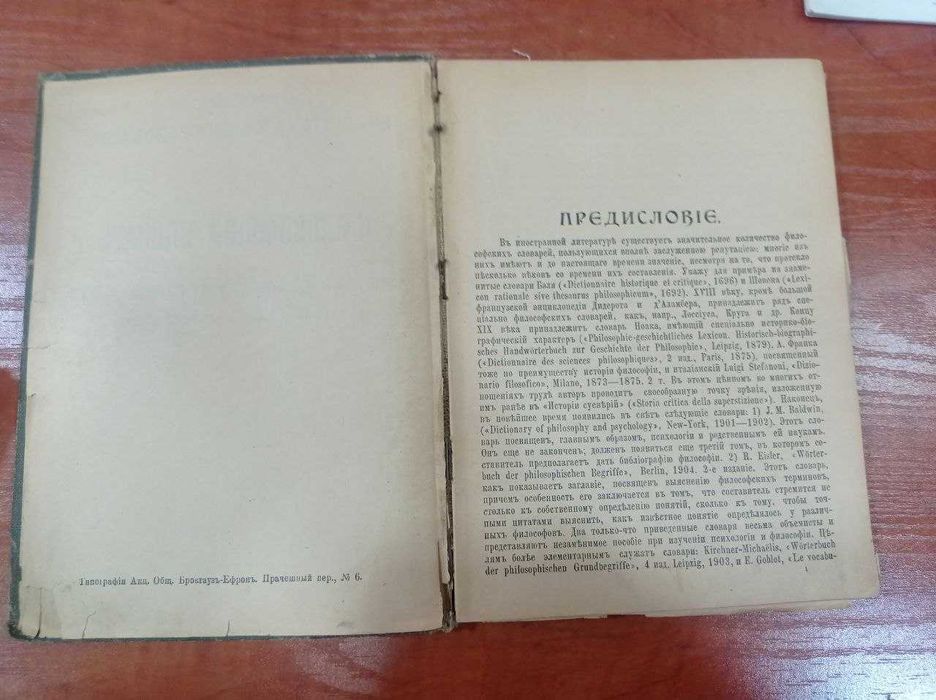 Типографія Акц. Общ. Брокгаузъ-Ефронъ. Прачешный пер., № 6.
ПРЕДИСЛОВІЕ.
Въ иностранной литературѣ существуетъ значительное количество фило-
софскихъ словарей, пользующихся вполнѣ заслуженною репутаціею: многіе изъ
нихъ имѣютъ и до настоящаго времени значеніе, несмотря на то, что протекло
нѣсколько вѣковъ со времени ихъ составленія. Укажу для примѣра на знаме-
нитые словари Баля («Dictionnaire historique et critique», 1696) и Шовена («Lexi-
con rationale sive thesaurus philosophicum», 1692). XVIII вѣку, кромѣ большой
французской энциклопедіи Дидерота и д'Аламбера, принадлежитъ рядъ спе-
ціально философскихъ словарей, какъ, напр., Лоссіуса, Круга и др. Концу
XIX вѣка принадлежитъ словарь Ноака, имѣющій спеціально историко-біо-
графическій характеръ («Philosophie-geschichtliches Lexicon. Historisch-biographi-
sches Handwörterbuch zur Geschichte der Philosophie», Leipzig, 1879), А. Франка
(«Dictionnaire des sciences philosophiques», 2 изд., Paris, 1875), посвященный
тоже по преимуществу исторіи философіи, и италіанскій Luigi Stefanoni, «Dizio-
nario filosofico», Milano, 1873—1875. 2 т. Въ этомъ цѣнномъ во многихъ от-
ношеніяхъ трудѣ авторъ проводитъ своеобразную точку зрѣнія, изложенную
имъ ранѣе въ «Исторіи суевѣрій» («Storia critica della superstizione»). Наконецъ,
въ новѣйшее время появились въ свѣтъ слѣдующіе словари: 1) J. M. Baldwin,
(«Dictionary of philosophy and psychology», New-York, 1901—1902). Этотъ сло-
варь посвященъ, главнымъ образомъ, психологіи и родственнымъ ей наукамъ.
Онъ еще не законченъ; долженъ появиться еще третій томъ, въ которомъ со-
ставитель предполагаетъ дать библіографію философіи. 2) R. Eisler, «Wörter-
buch der philosophischen Begriffe», Berlin, 1904. 2-е изданіе. Этотъ словарь,
какъ показываетъ заглавіе, посвященъ выясненію философскихъ терминовъ,
причемъ особенность его заключается въ томъ, что составитель стремится не
столько къ собственному опредѣленію понятій, сколько къ тому, чтобы точ-
ными цитатами выяснить, какъ извѣстное понятіе опредѣлялось у различ-
ныхъ философовъ. Два только-что приведенные словаря весьма объемисты и
представляютъ незамѣнимое пособіе при изученіи психологіи и философіи. Цѣ-
лямъ болѣе элементарнымъ служатъ словари: Kirchner-Michaëlis, «Wörterbuch
der philosophischen Grundbegriffe», 4 изд. Leipzig, 1903, и E. Goblot, «Le vocabu-
1